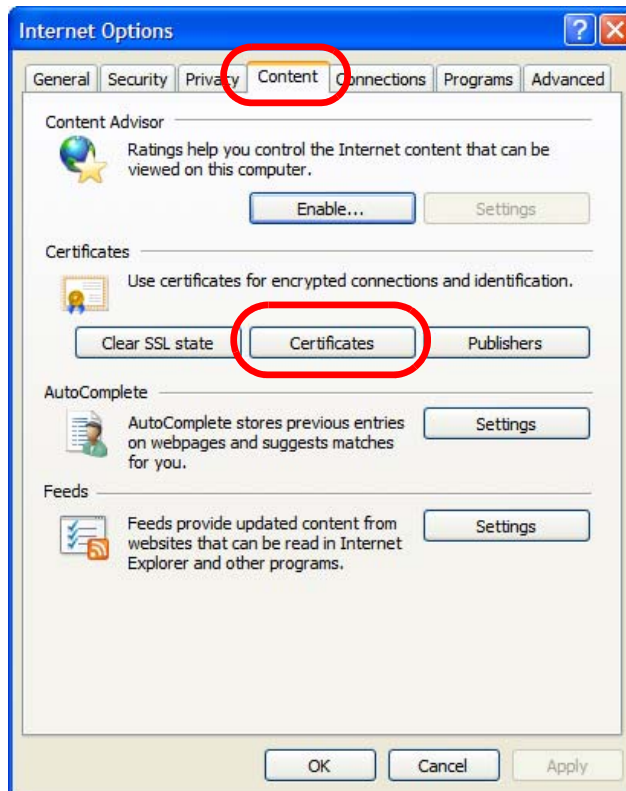 Internet Options
General Security Privacy Content Connections Programs Advanced
Content Advisor
Ratings help you control the Internet content that can be
viewed on this computer.
Enable... Settings
Certificates
Use certificates for encrypted connections and identification.
Clear SSL state Certificates Publishers
AutoComplete
AutoComplete stores previous entries
on webpages and suggests matches
for you.
Settings
Feeds
Feeds provide updated content from
websites that can be read in Internet
Explorer and other programs.
Settings
OK Cancel Apply